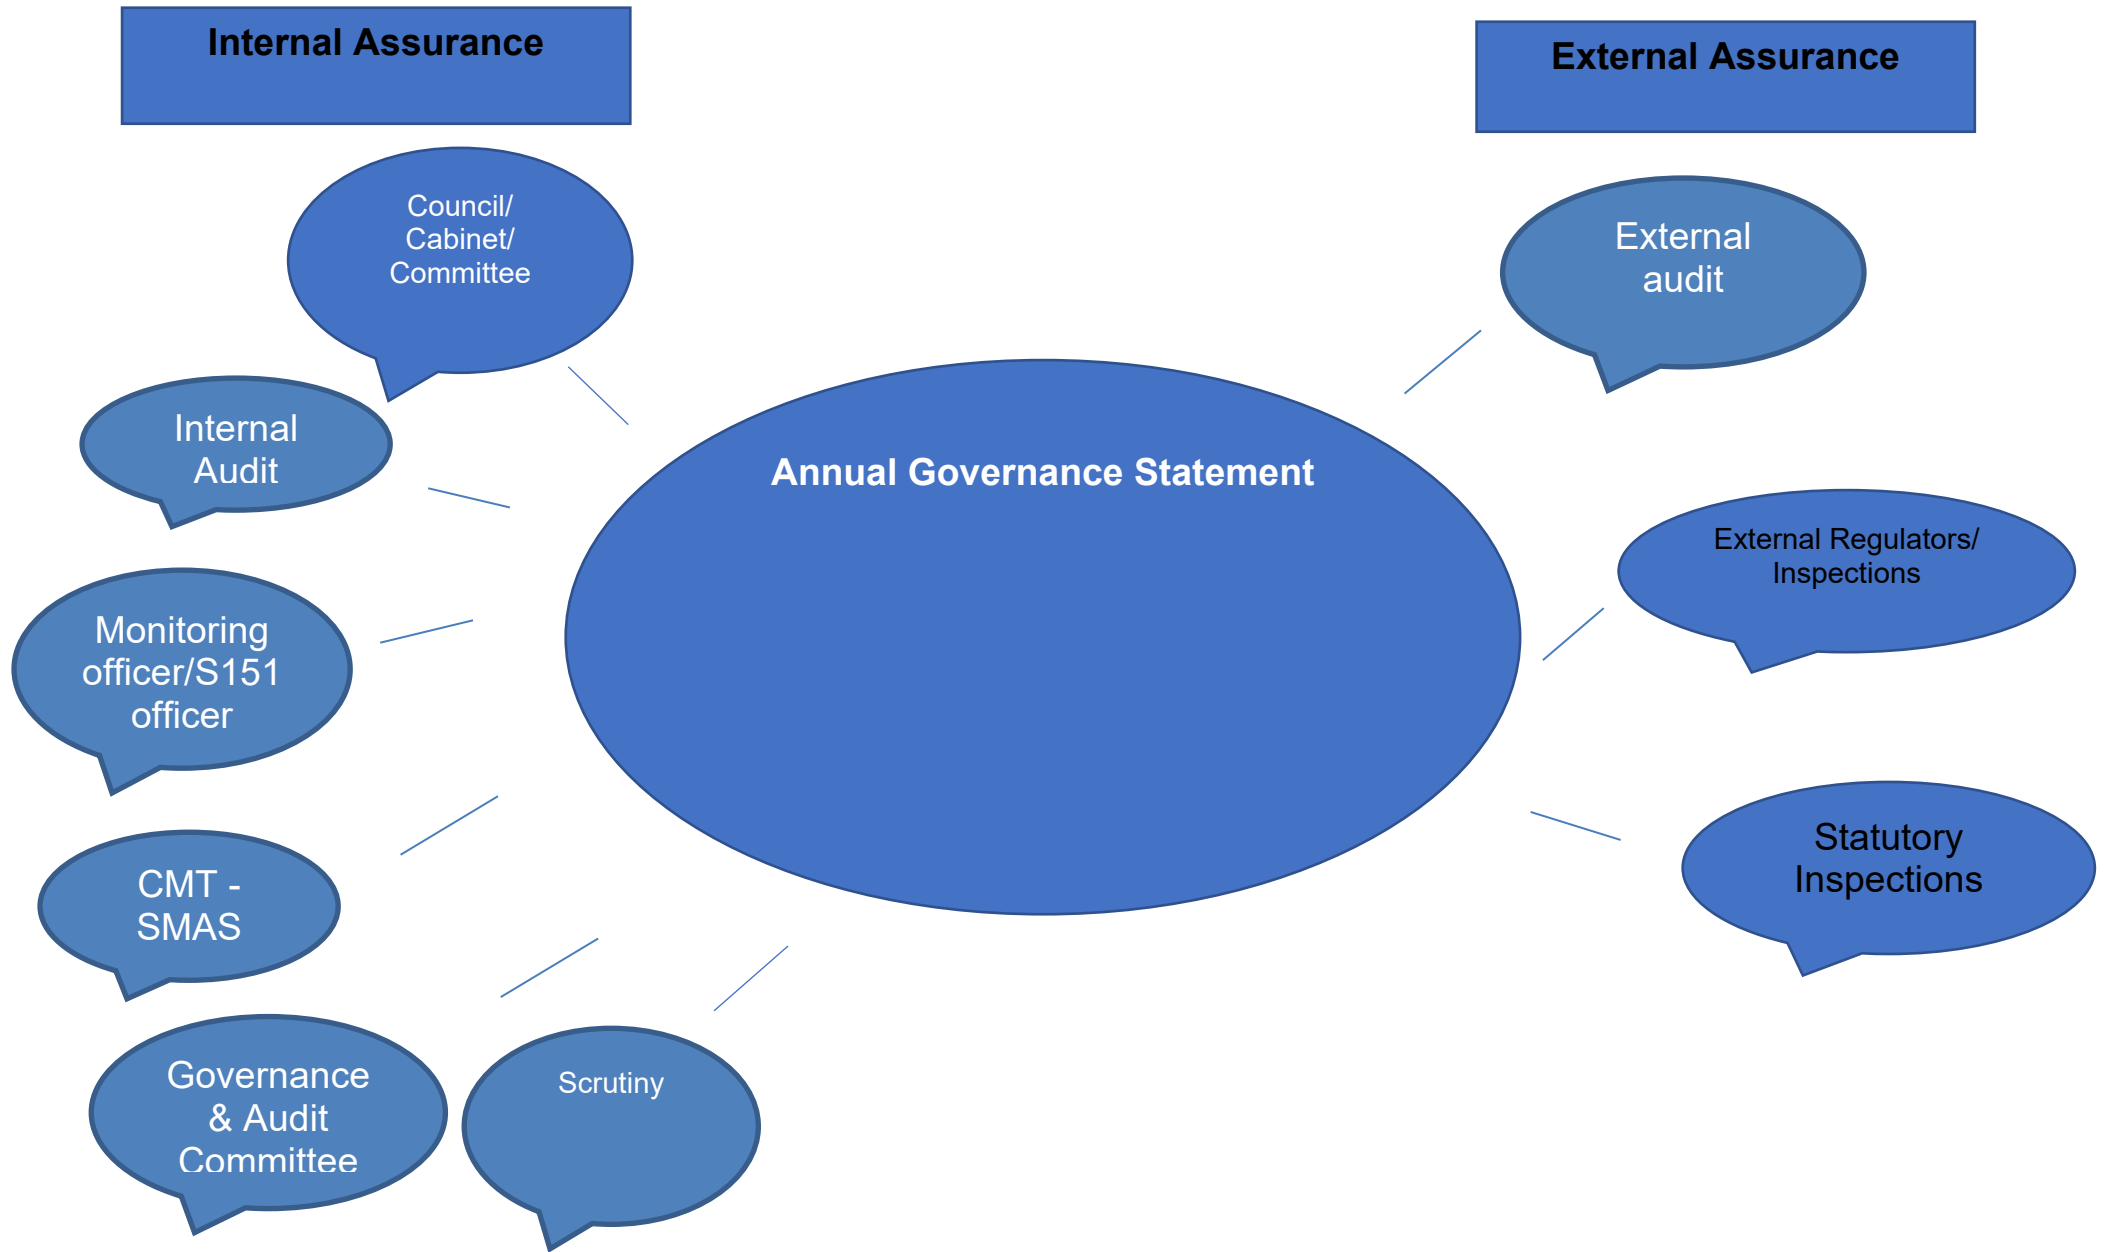 Internal Assurance
External Assurance
Council/
Cabinet/
Committee
External
audit
Internal
Audit
Annual Governance Statement
External Regulators/
Inspections
Monitoring
officer/S151
officer
Statutory
Inspections
CMT -
SMAS
Governance
& Audit
Committee
Scrutiny